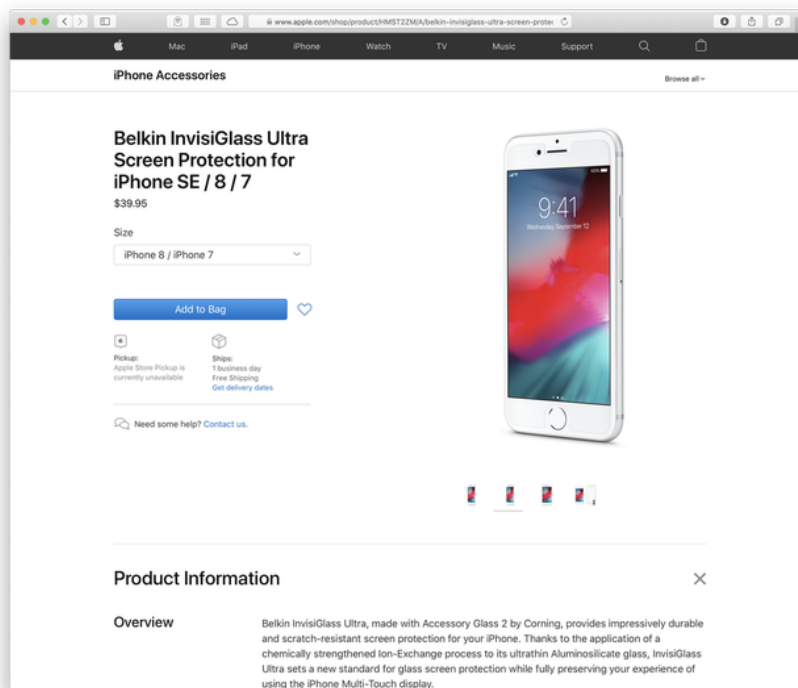 www.apple.com/shop/product/HMST2ZM/A/belkin-invisiglass-ultra-screen-protec
Mac iPad iPhone Watch TV Music Support
iPhone Accessories
Browse all
Belkin InvisiGlass Ultra
Screen Protection for
iPhone SE / 8 / 7
$39.95
Size
iPhone 8 / iPhone 7
Add to Bag
Pickup:
Apple Store Pickup is
currently unavailable
Ships:
1 business day
Free Shipping
Get delivery dates
Need some help? Contact us.
100%
9:41
Wednesday, September 12
Product Information
Overview
Belkin InvisiGlass Ultra, made with Accessory Glass 2 by Corning, provides impressively durable
and scratch-resistant screen protection for your iPhone. Thanks to the application of a
chemically strengthened Ion-Exchange process to its ultrathin Aluminosilicate glass, InvisiGlass
Ultra sets a new standard for glass screen protection while fully preserving your experience of
using the iPhone Multi-Touch display.